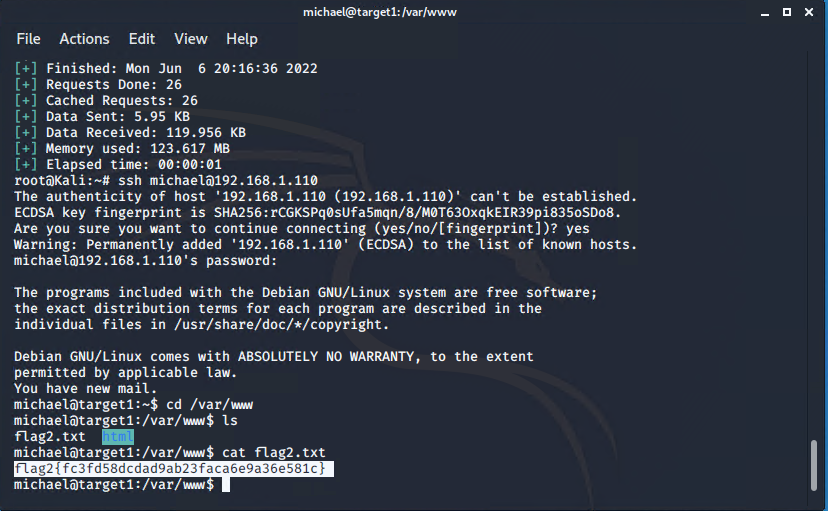 michael@target1:/var/www
File Actions Edit View Help
[+] Finished: Mon Jun  6 20:16:36 2022
[+] Requests Done: 26
[+] Cached Requests: 26
[+] Data Sent: 5.95 KB
[+] Data Received: 119.956 KB
[+] Memory used: 123.617 MB
[+] Elapsed time: 00:00:01
root@Kali:~# ssh michael@192.168.1.110
The authenticity of host '192.168.1.110 (192.168.1.110)' can't be established.
ECDSA key fingerprint is SHA256:rCGKSPq0sUfa5mqn/8/M0T63OxqkEIR39pi835oSDo8.
Are you sure you want to continue connecting (yes/no/[fingerprint])? yes
Warning: Permanently added '192.168.1.110' (ECDSA) to the list of known hosts.
michael@192.168.1.110's password:
The programs included with the Debian GNU/Linux system are free software;
the exact distribution terms for each program are described in the
individual files in /usr/share/doc/*/copyright.
Debian GNU/Linux comes with ABSOLUTELY NO WARRANTY, to the extent
permitted by applicable law.
You have new mail.
michael@target1:~$ cd /var/www
michael@target1:/var/www$ ls
flag2.txt  html
michael@target1:/var/www$ cat flag2.txt
flag2{fc3fd58dcdad9ab23faca6e9a36e581c}
michael@target1:/var/www$